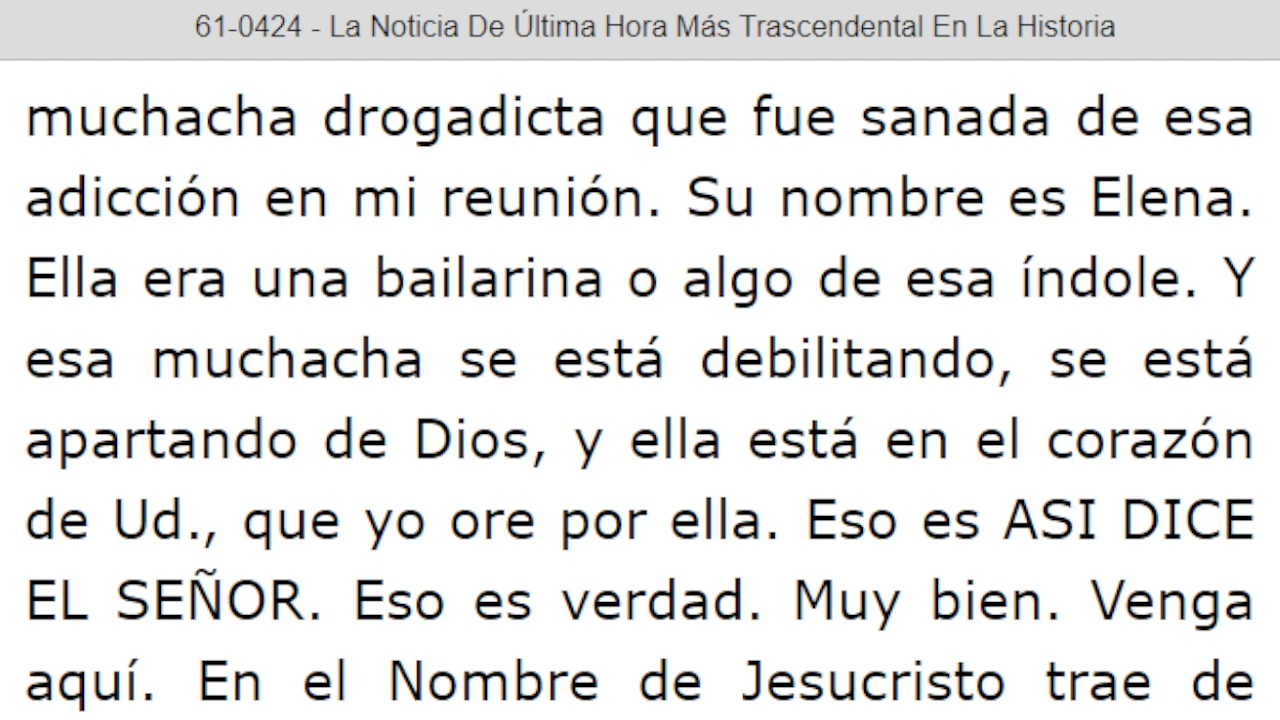 61-0424 - La Noticia De Última Hora Más Trascendental En La Historia
muchacha drogadicta que fue sanada de esa
adicción en mi reunión. Su nombre es Elena.
Ella era una bailarina o algo de esa índole. Y
esa muchacha se está debilitando, se está
apartando de Dios, y ella está en el corazón
de Ud., que yo ore por ella. Eso es ASI DICE
EL SEÑOR. Eso es verdad. Muy bien. Venga
aquí. En el Nombre de Jesucristo trae de